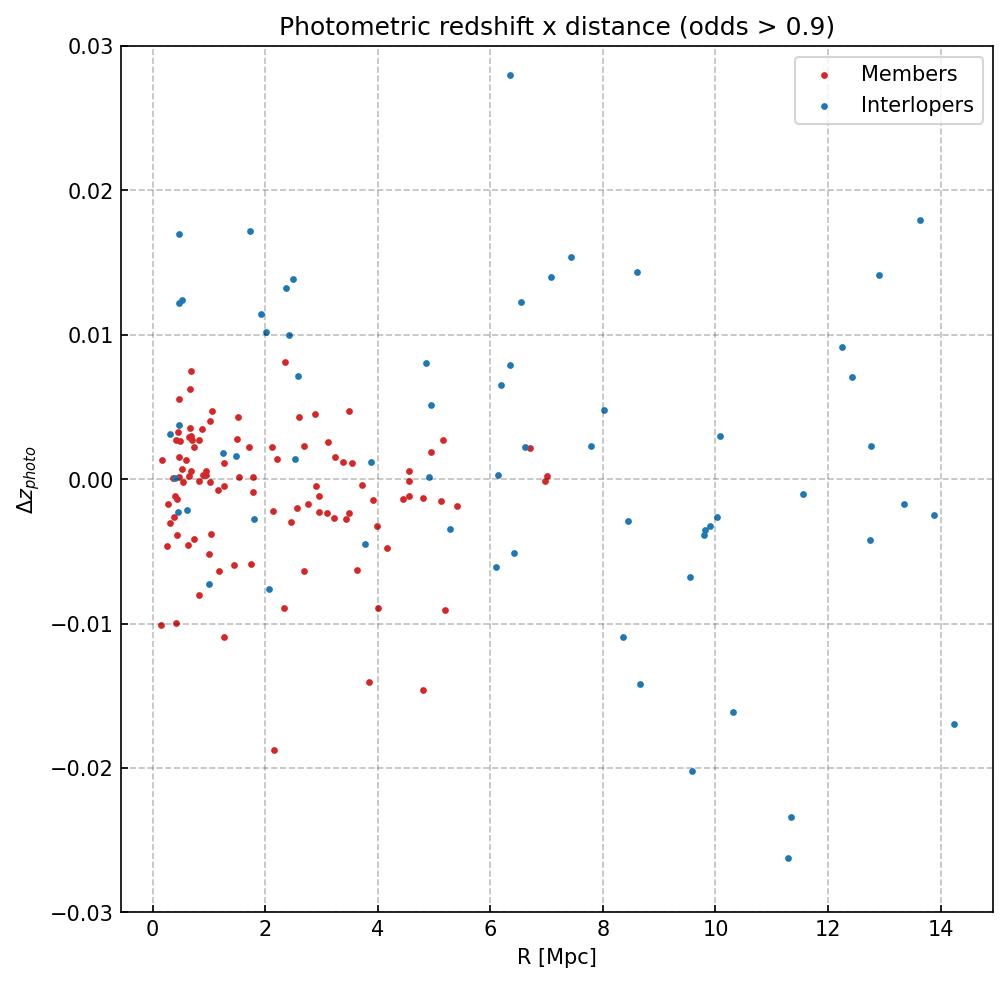 Photometric redshift x distance (odds > 0.9)
Members
Interlopers
0.03
0.02
0.01
0.00
−0.01
−0.02
−0.03
Δz_photo
0 2 4 6 8 10 12 14
R [Mpc]